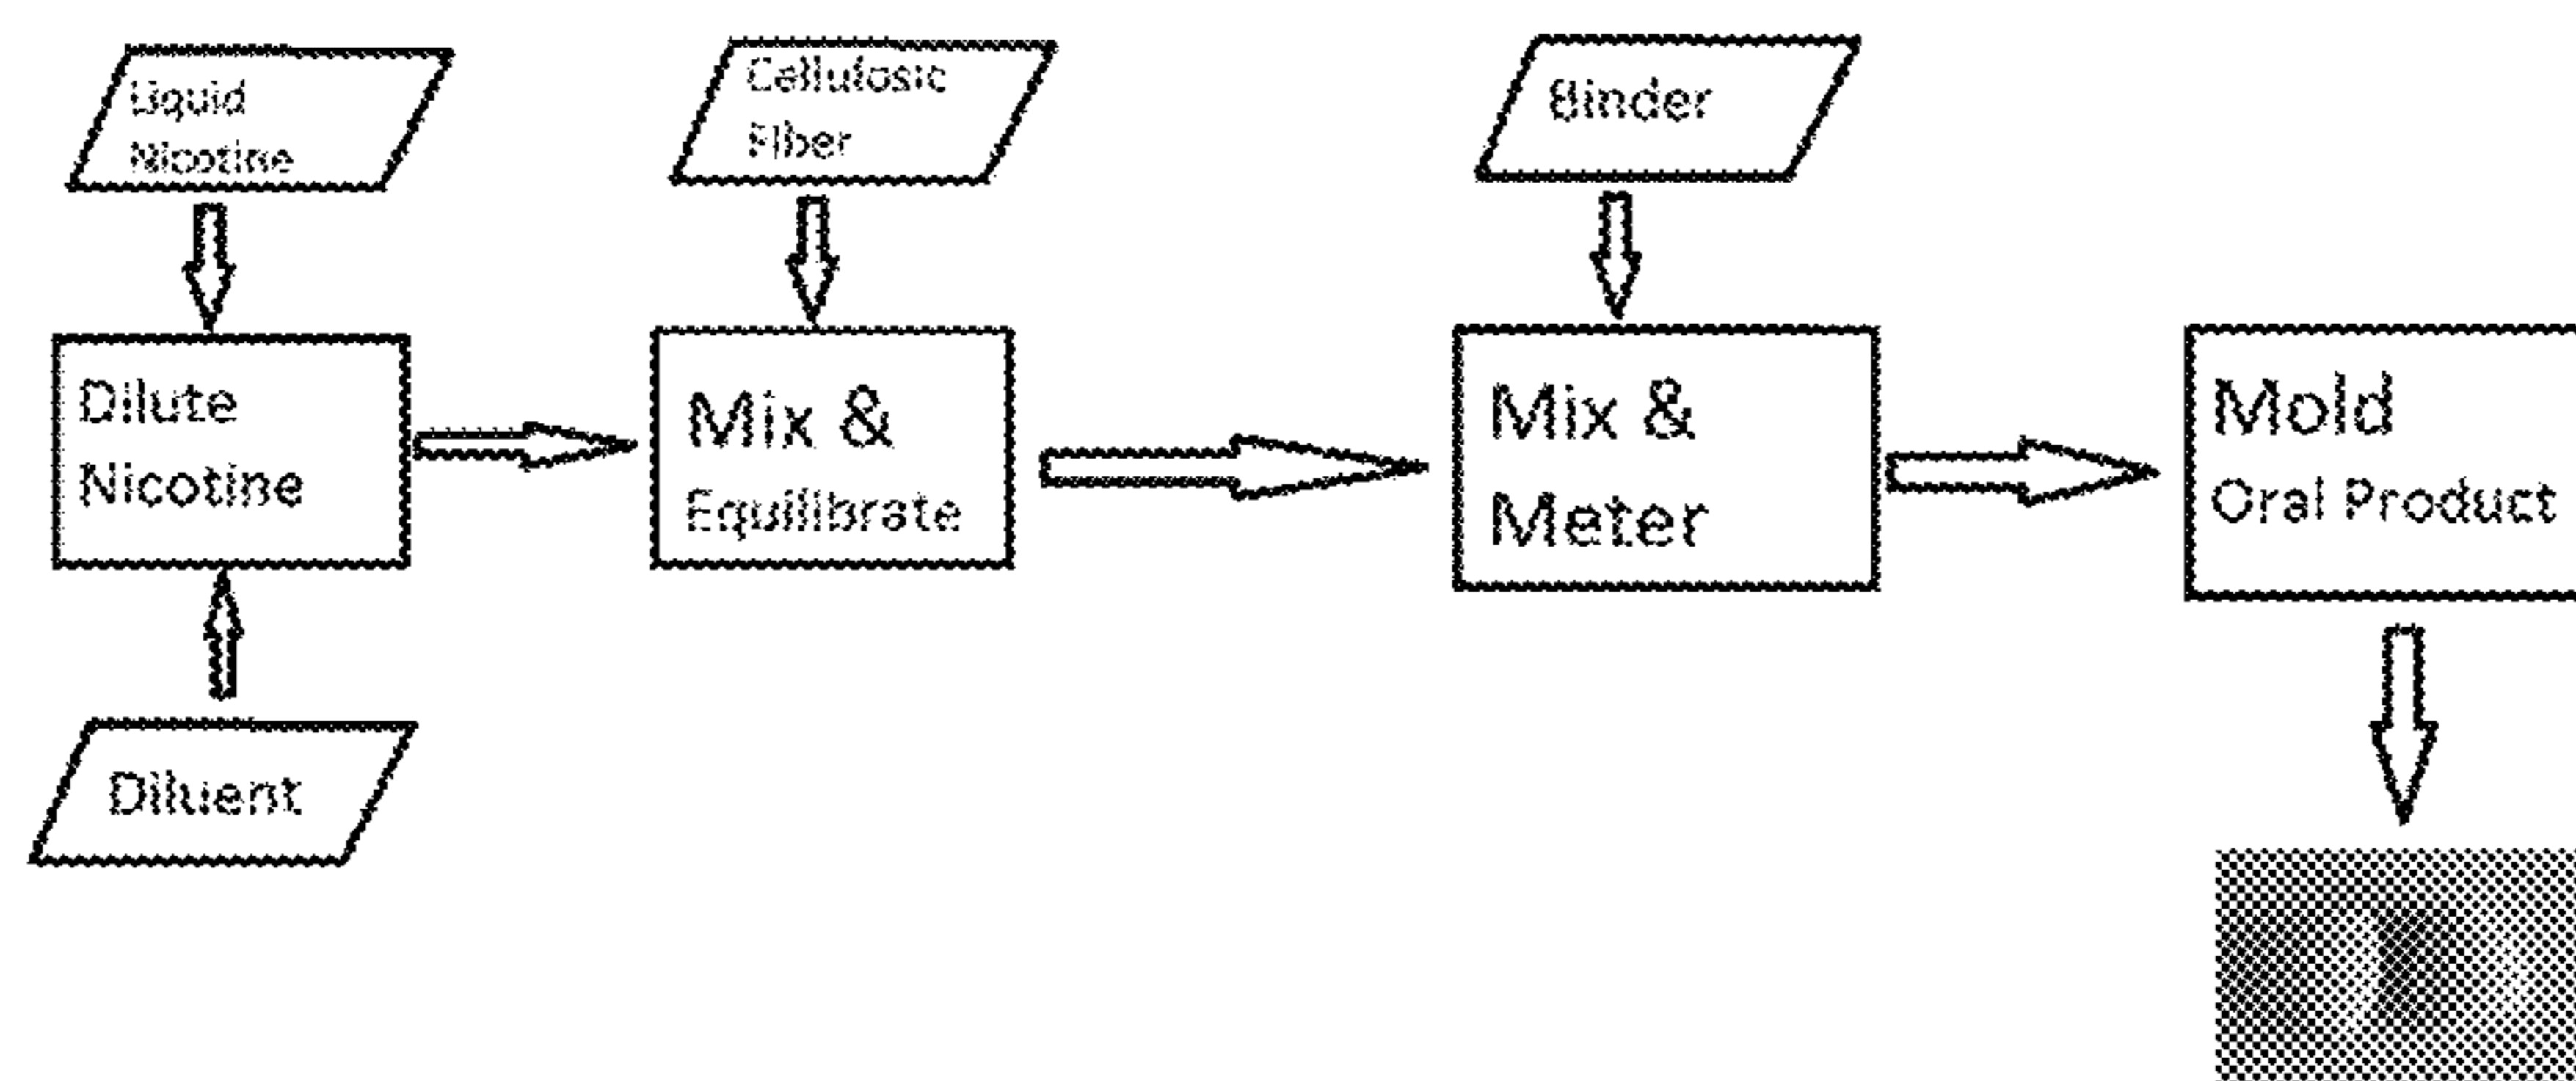 Liquid
Nicotine
Cellulosic
Fiber
Binder
Dilute
Nicotine
Mix &
Equilibrate
Mix &
Meter
Mold
Oral Product
Diluent